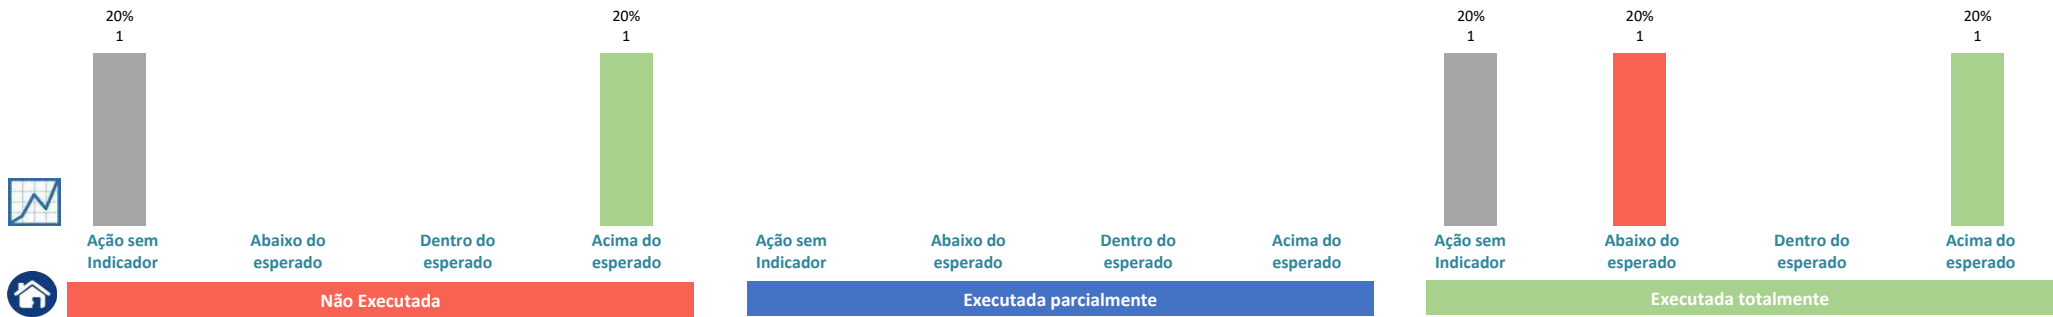 20% 20% 20% 20% 20%
1 1 1 1 1
Ação sem Abaixo do Dentro do Acima do Ação sem Abaixo do Dentro do Acima do Ação sem Abaixo do Dentro do Acima do
Indicador esperado esperado esperado Indicador esperado esperado esperado Indicador esperado esperado esperado
Não Executada Executada parcialmente Executada totalmente